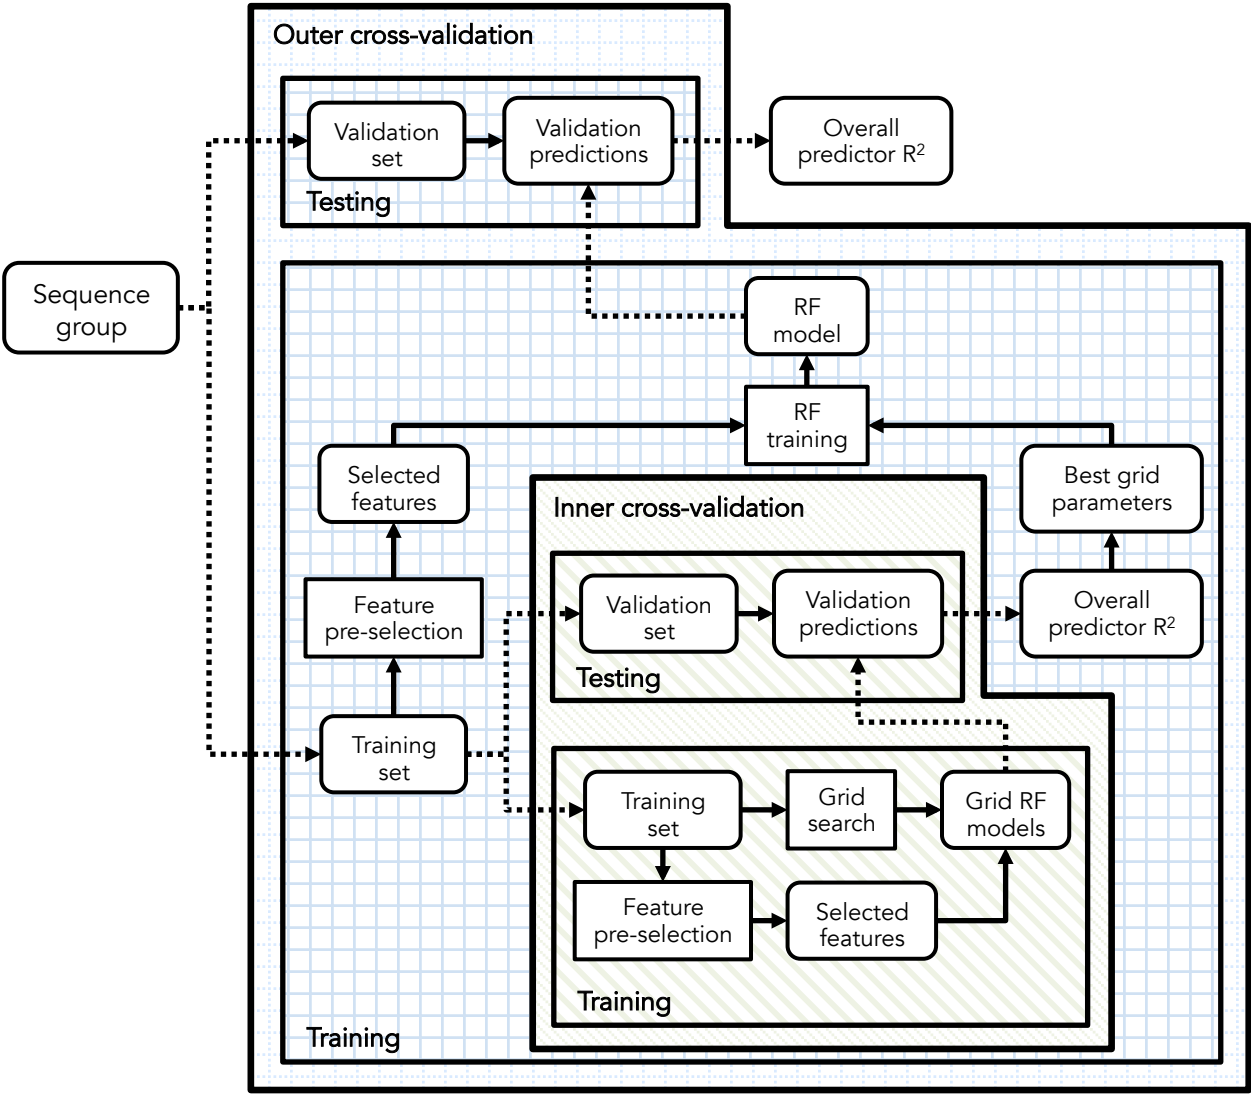 Outer cross-validation
Validation
set
Validation
predictions
Overall
predictor R²
Testing
Sequence
group
RF
model
RF
training
Selected
features
Best grid
parameters
Inner cross-validation
Feature
pre-selection
Validation
set
Validation
predictions
Overall
predictor R²
Testing
Training
set
Training
set
Grid
search
Grid RF
models
Feature
pre-selection
Selected
features
Training
Training